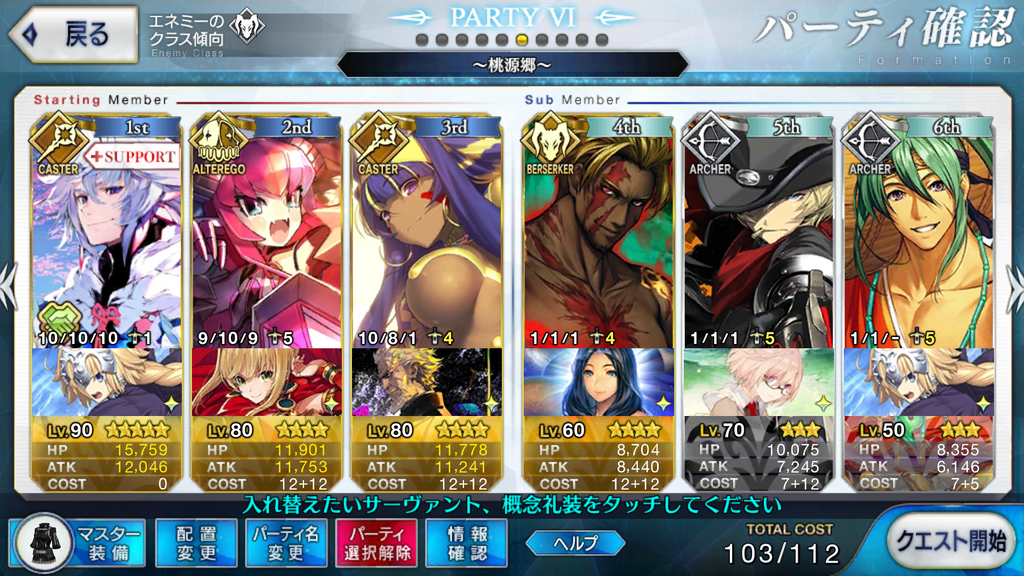 戻る
エネミーの
クラス傾向
Enemy Class
PARTY VI
～桃源郷～
パーティ確認
Formation
Starting Member
Sub Member
1st
2nd
3rd
4th
5th
6th
CASTER
+SUPPORT
ALTEREGO
CASTER
BERSERKER
ARCHER
ARCHER
10/10/10 1
9/10/9 5
10/8/1 4
1/1/1 4
1/1/1 5
1/1/- 5
Lv.90 ★★★★★
Lv.80 ★★★★
Lv.80 ★★★★
Lv.60 ★★★★
Lv.70 ★★★
Lv.50 ★★★
HP 15,759
HP 11,901
HP 11,778
HP 8,704
HP 10,075
HP 8,355
ATK 12,046
ATK 11,753
ATK 11,241
ATK 8,440
ATK 7,245
ATK 6,146
COST 0
COST 12+12
COST 12+12
COST 12+12
COST 7+12
COST 7+5
入れ替えたいサーヴァント、概念礼装をタッチしてください
マスター
装備
配置
変更
パーティ名
変更
パーティ
選択解除
情報
確認
ヘルプ
TOTAL COST
103/112
クエスト開始